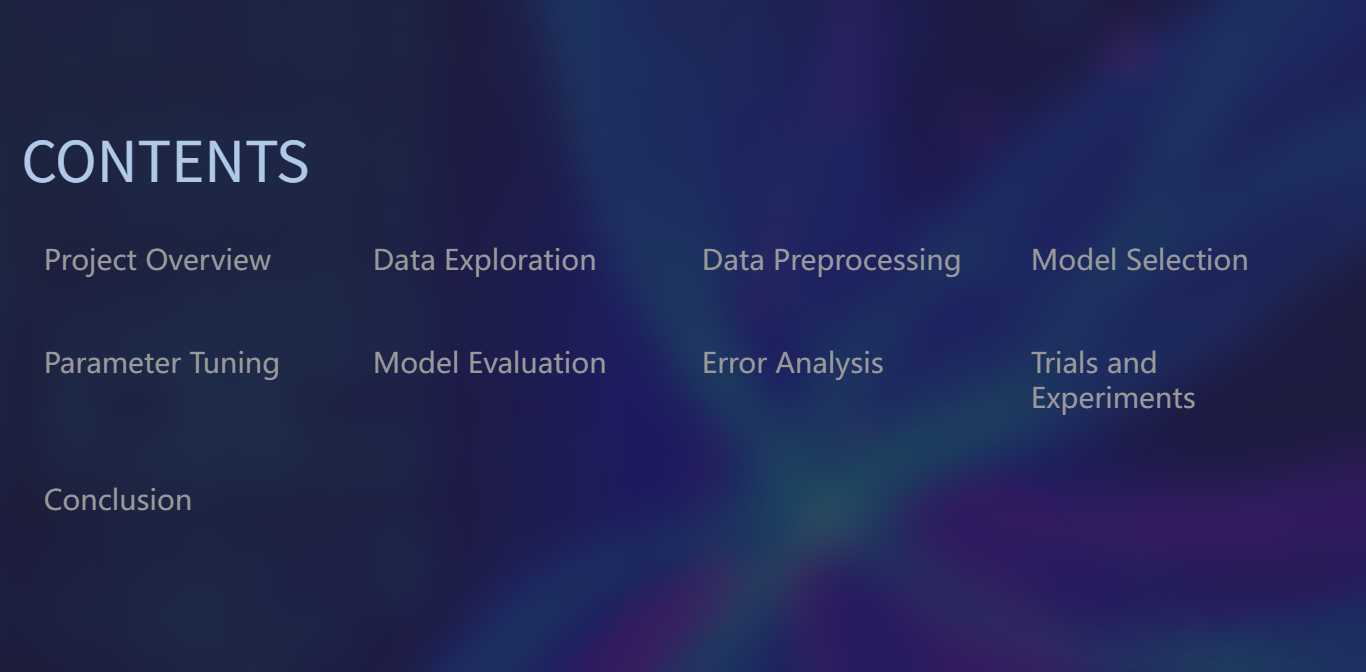 CONTENTS
Project Overview
Data Exploration
Data Preprocessing
Model Selection
Parameter Tuning
Model Evaluation
Error Analysis
Trials and
Experiments
Conclusion